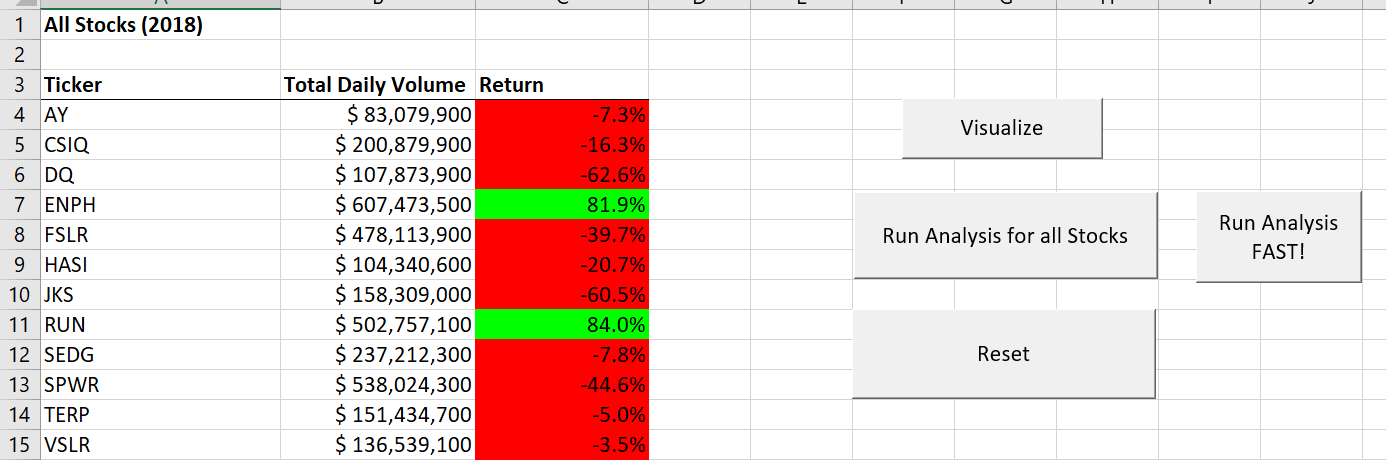 1 All Stocks (2018)
2
3 Ticker Total Daily Volume Return
4 AY $ 83,079,900 -7.3%
5 CSIQ $ 200,879,900 -16.3%
6 DQ $ 107,873,900 -62.6%
7 ENPH $ 607,473,500 81.9%
8 FSLR $ 478,113,900 -39.7%
9 HASI $ 104,340,600 -20.7%
10 JKS $ 158,309,000 -60.5%
11 RUN $ 502,757,100 84.0%
12 SEDG $ 237,212,300 -7.8%
13 SPWR $ 538,024,300 -44.6%
14 TERP $ 151,434,700 -5.0%
15 VSLR $ 136,539,100 -3.5%
Visualize
Run Analysis for all Stocks
Run Analysis
FAST!
Reset